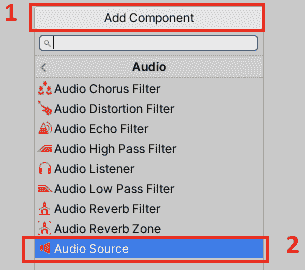 1 Add Component
Audio
Audio Chorus Filter
Audio Distortion Filter
Audio Echo Filter
Audio High Pass Filter
Audio Listener
Audio Low Pass Filter
Audio Reverb Filter
Audio Reverb Zone
Audio Source 2